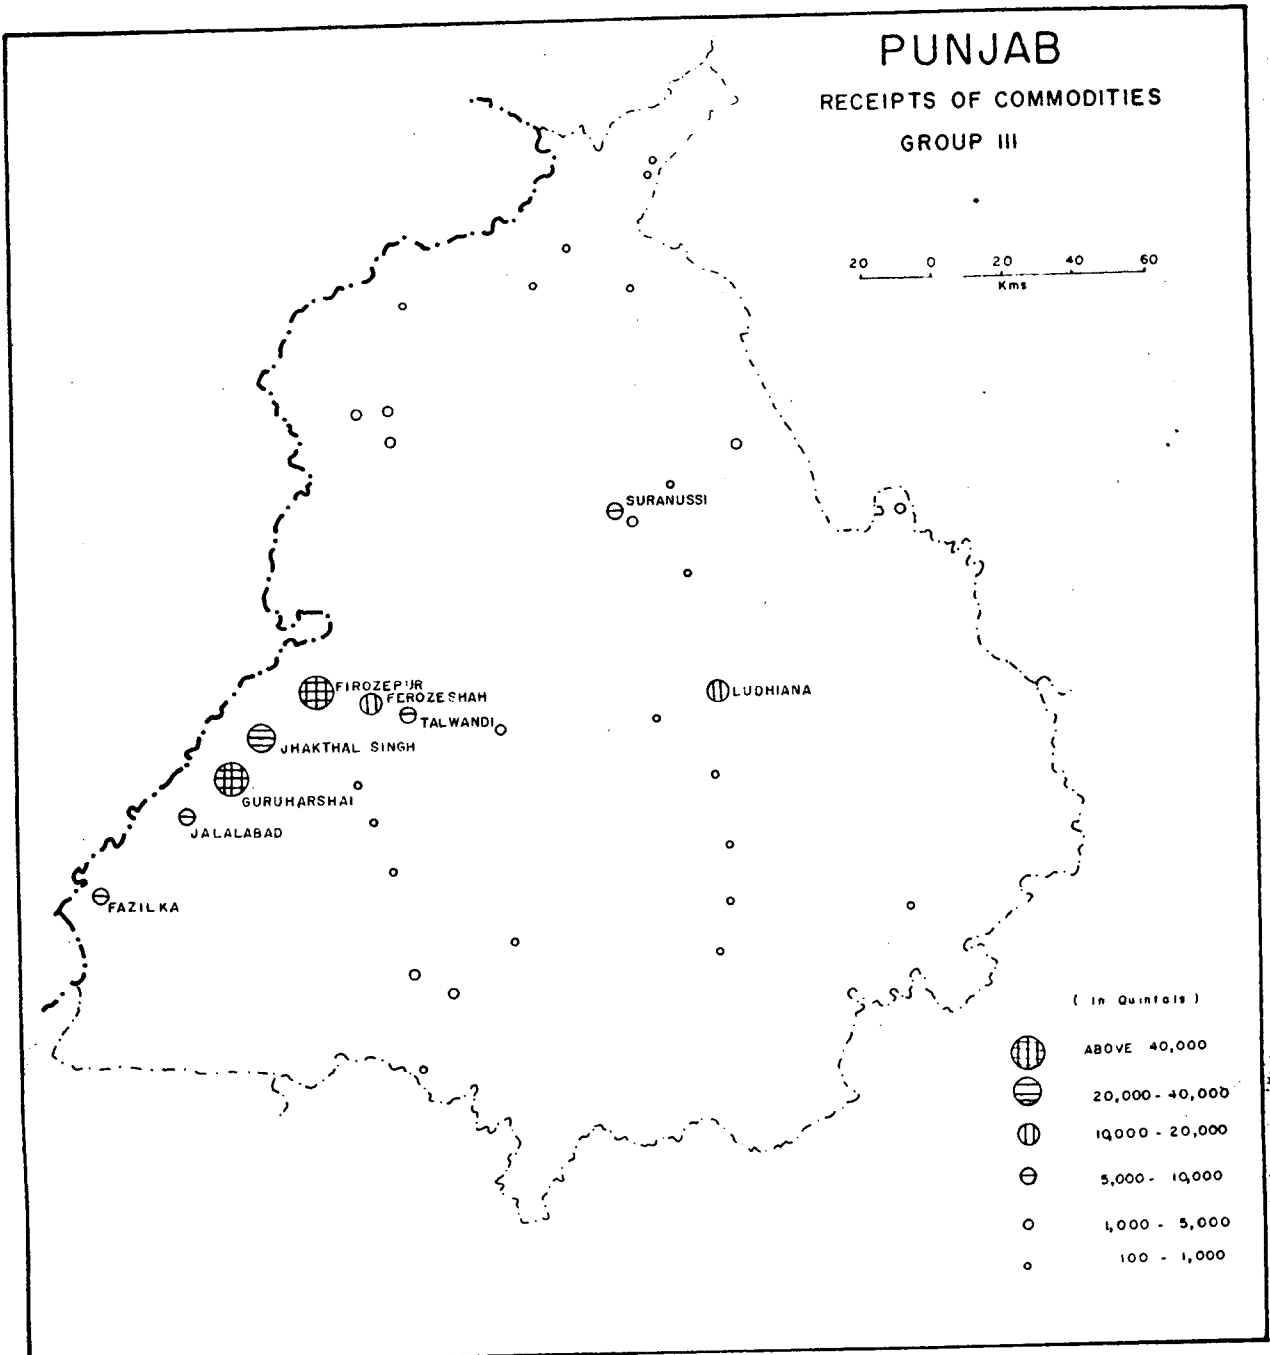 PUNJAB
RECEIPTS OF COMMODITIES
GROUP III
20 0 20 40 60
Kms
SURANUSSI
FIROZEPUR
FEROZESHAH
LUDHIANA
TALWANDI
JHAKTHAL SINGH
GURUHARSHAI
JALALABAD
FAZILKA
( In Quintals )
ABOVE 40,000
20,000 - 40,000
10,000 - 20,000
5,000 - 10,000
1,000 - 5,000
100 - 1,000